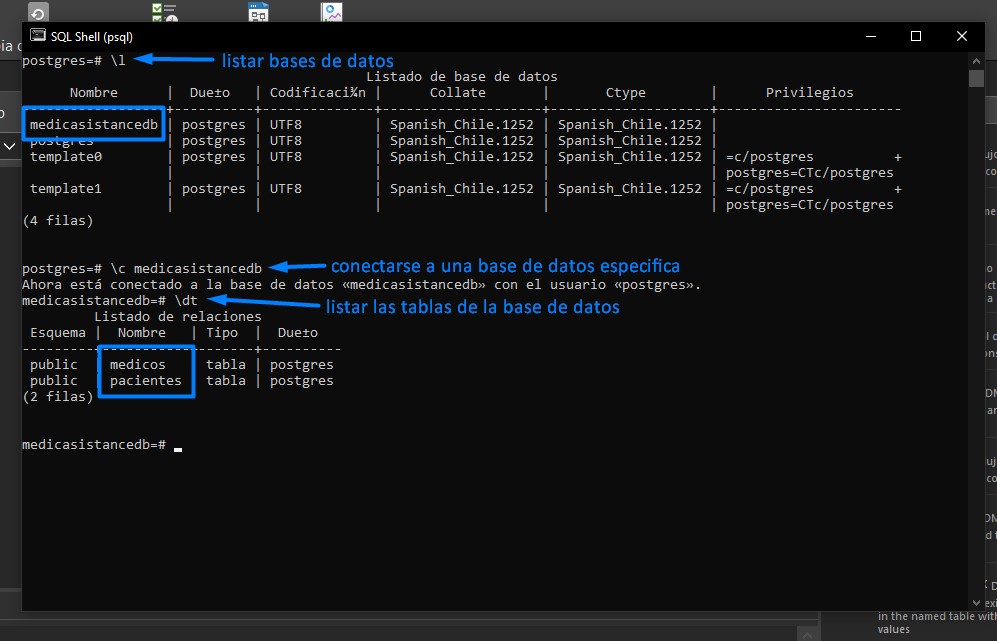 SQL Shell (psql)
postgres=# \l listar bases de datos
Listado de base de datos
Nombre | Due±o | Codificaci¾n | Collate | Ctype | Privilegios
----------------+----------+--------------+--------------------+--------------------+-----------------------
medicasistancedb | postgres | UTF8 | Spanish_Chile.1252 | Spanish_Chile.1252 |
postgres | postgres | UTF8 | Spanish_Chile.1252 | Spanish_Chile.1252 |
template0 | postgres | UTF8 | Spanish_Chile.1252 | Spanish_Chile.1252 | =c/postgres +
| | | | | postgres=CTc/postgres
template1 | postgres | UTF8 | Spanish_Chile.1252 | Spanish_Chile.1252 | =c/postgres +
| | | | | postgres=CTc/postgres
(4 filas)
postgres=# \c medicasistancedb conectarse a una base de datos especifica
Ahora está conectado a la base de datos «medicasistancedb» con el usuario «postgres».
medicasistancedb=# \dt listar las tablas de la base de datos
Listado de relaciones
Esquema | Nombre | Tipo | Due±o
---------+-----------+-------+----------
public | medicos | tabla | postgres
public | pacientes | tabla | postgres
(2 filas)
medicasistancedb=#
in the named table with
values